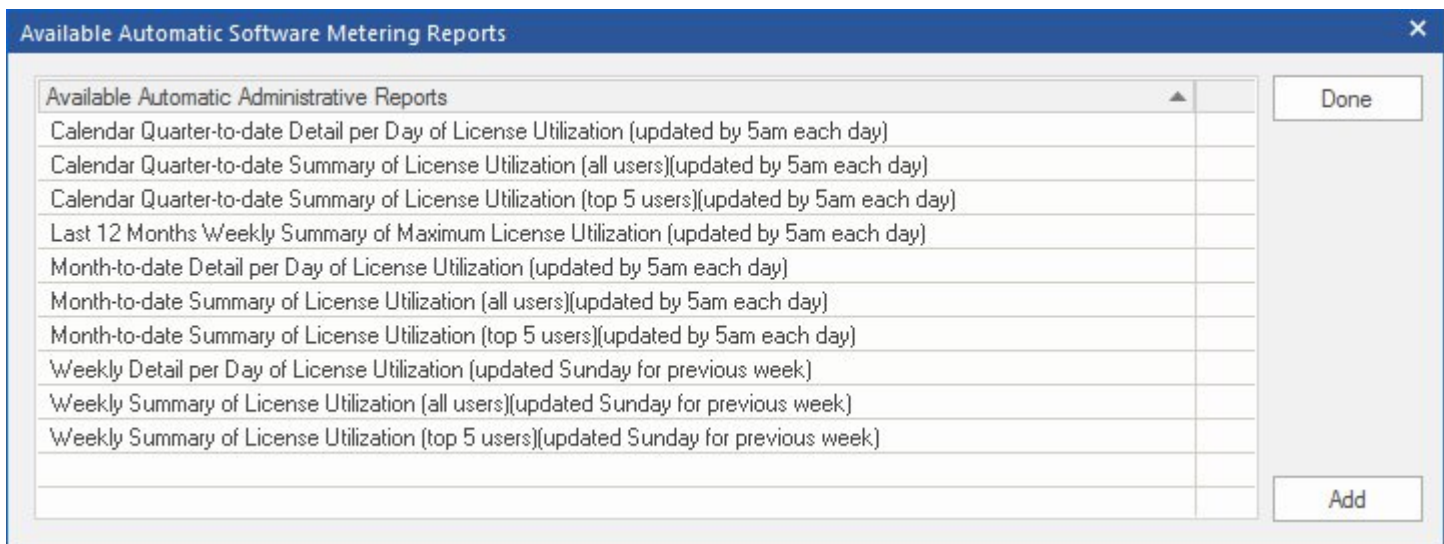 Available Automatic Software Metering Reports
Available Automatic Administrative Reports
Done
Calendar Quarter-to-date Detail per Day of License Utilization (updated by 5am each day)
Calendar Quarter-to-date Summary of License Utilization (all users)(updated by 5am each day)
Calendar Quarter-to-date Summary of License Utilization (top 5 users)(updated by 5am each day)
Last 12 Months Weekly Summary of Maximum License Utilization (updated by 5am each day)
Month-to-date Detail per Day of License Utilization (updated by 5am each day)
Month-to-date Summary of License Utilization (all users)(updated by 5am each day)
Month-to-date Summary of License Utilization (top 5 users)(updated by 5am each day)
Weekly Detail per Day of License Utilization (updated Sunday for previous week)
Weekly Summary of License Utilization (all users)(updated Sunday for previous week)
Weekly Summary of License Utilization (top 5 users)(updated Sunday for previous week)
Add